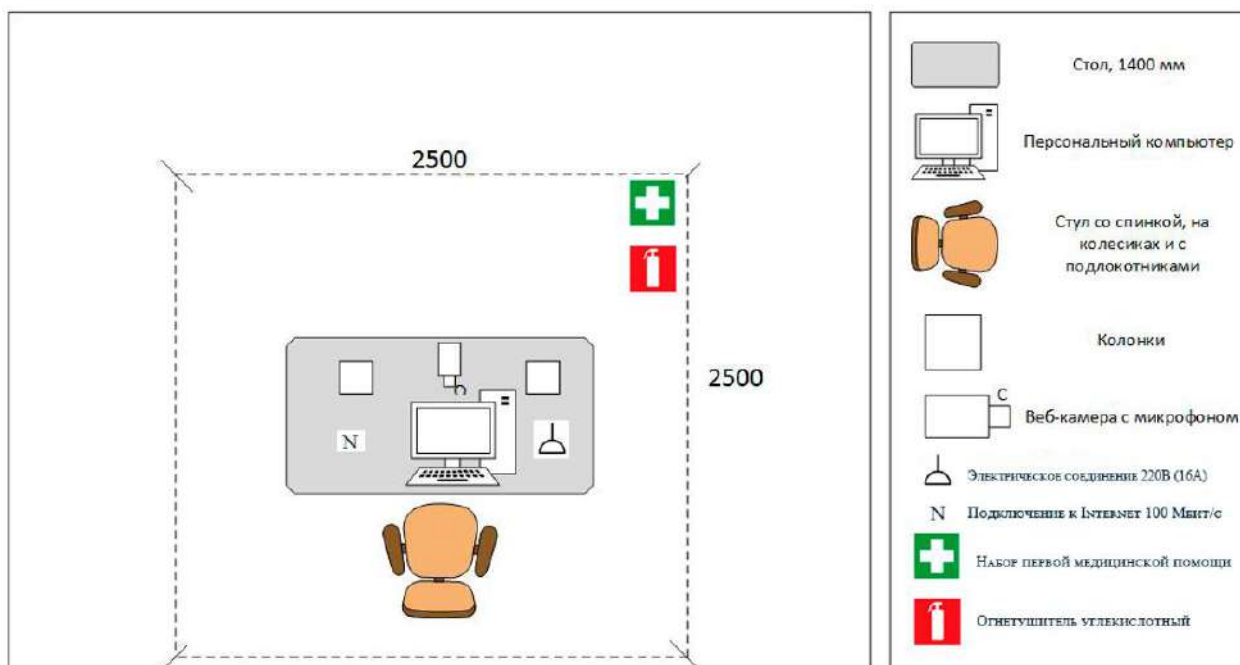 2500
2500
N
Стол, 1400 мм
Персональный компьютер
Стул со спинкой, на
колесиках и с
подлокотниками
Колонки
C
Веб-камера с микрофоном
Электрическое соединение 220В (16А)
N Подключение к Internet 100 Мбит/с
Набор первой медицинской помощи
Огнетушитель углекислотный